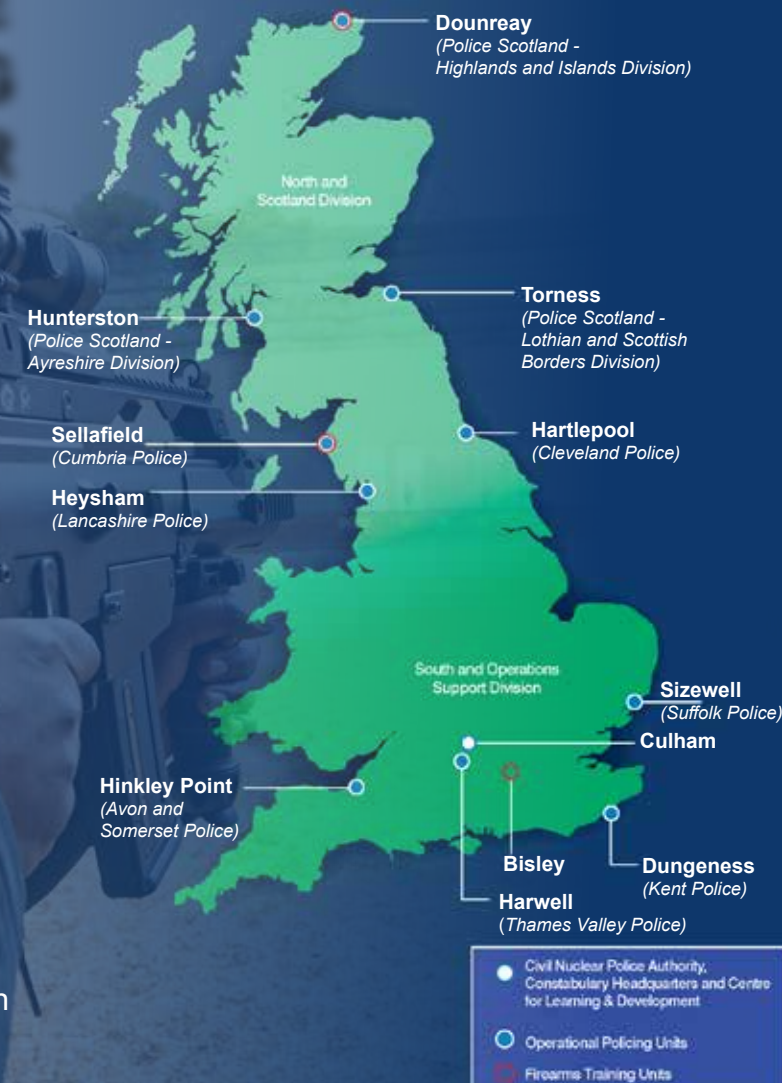 Dounreay
(Police Scotland -
Highlands and Islands Division)
North and
Scotland Division
Torness
(Police Scotland -
Lothian and Scottish
Borders Division)
Hunterston
(Police Scotland -
Ayreshire Division)
Sellafield
(Cumbria Police)
Hartlepool
(Cleveland Police)
Heysham
(Lancashire Police)
South and Operations
Support Division
Sizewell
(Suffolk Police)
Culham
Hinkley Point
(Avon and
Somerset Police)
Bisley
Dungeness
(Kent Police)
Harwell
(Thames Valley Police)
Civil Nuclear Police Authority,
Constabulary Headquarters and Centre
for Learning & Development
Operational Policing Units
Firearms Training Units